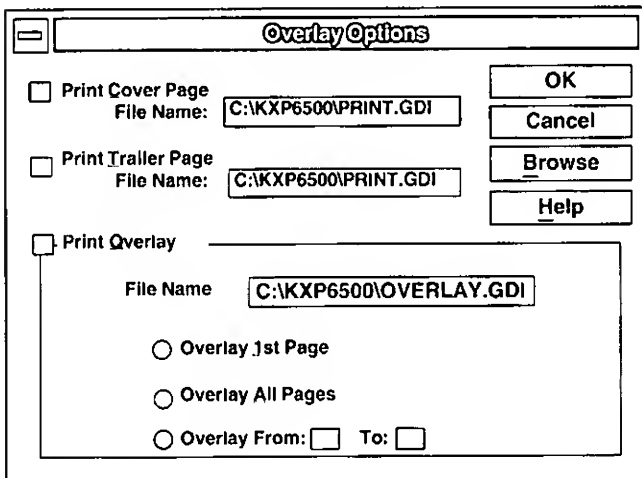 Overlay Options
Print Cover Page
File Name: C:\KXP6500\PRINT.GDI
Print Trailer Page
File Name: C:\KXP6500\PRINT.GDI
OK
Cancel
Browse
Help
Print Overlay
File Name C:\KXP6500\OVERLAY.GDI
Overlay 1st Page
Overlay All Pages
Overlay From: To: